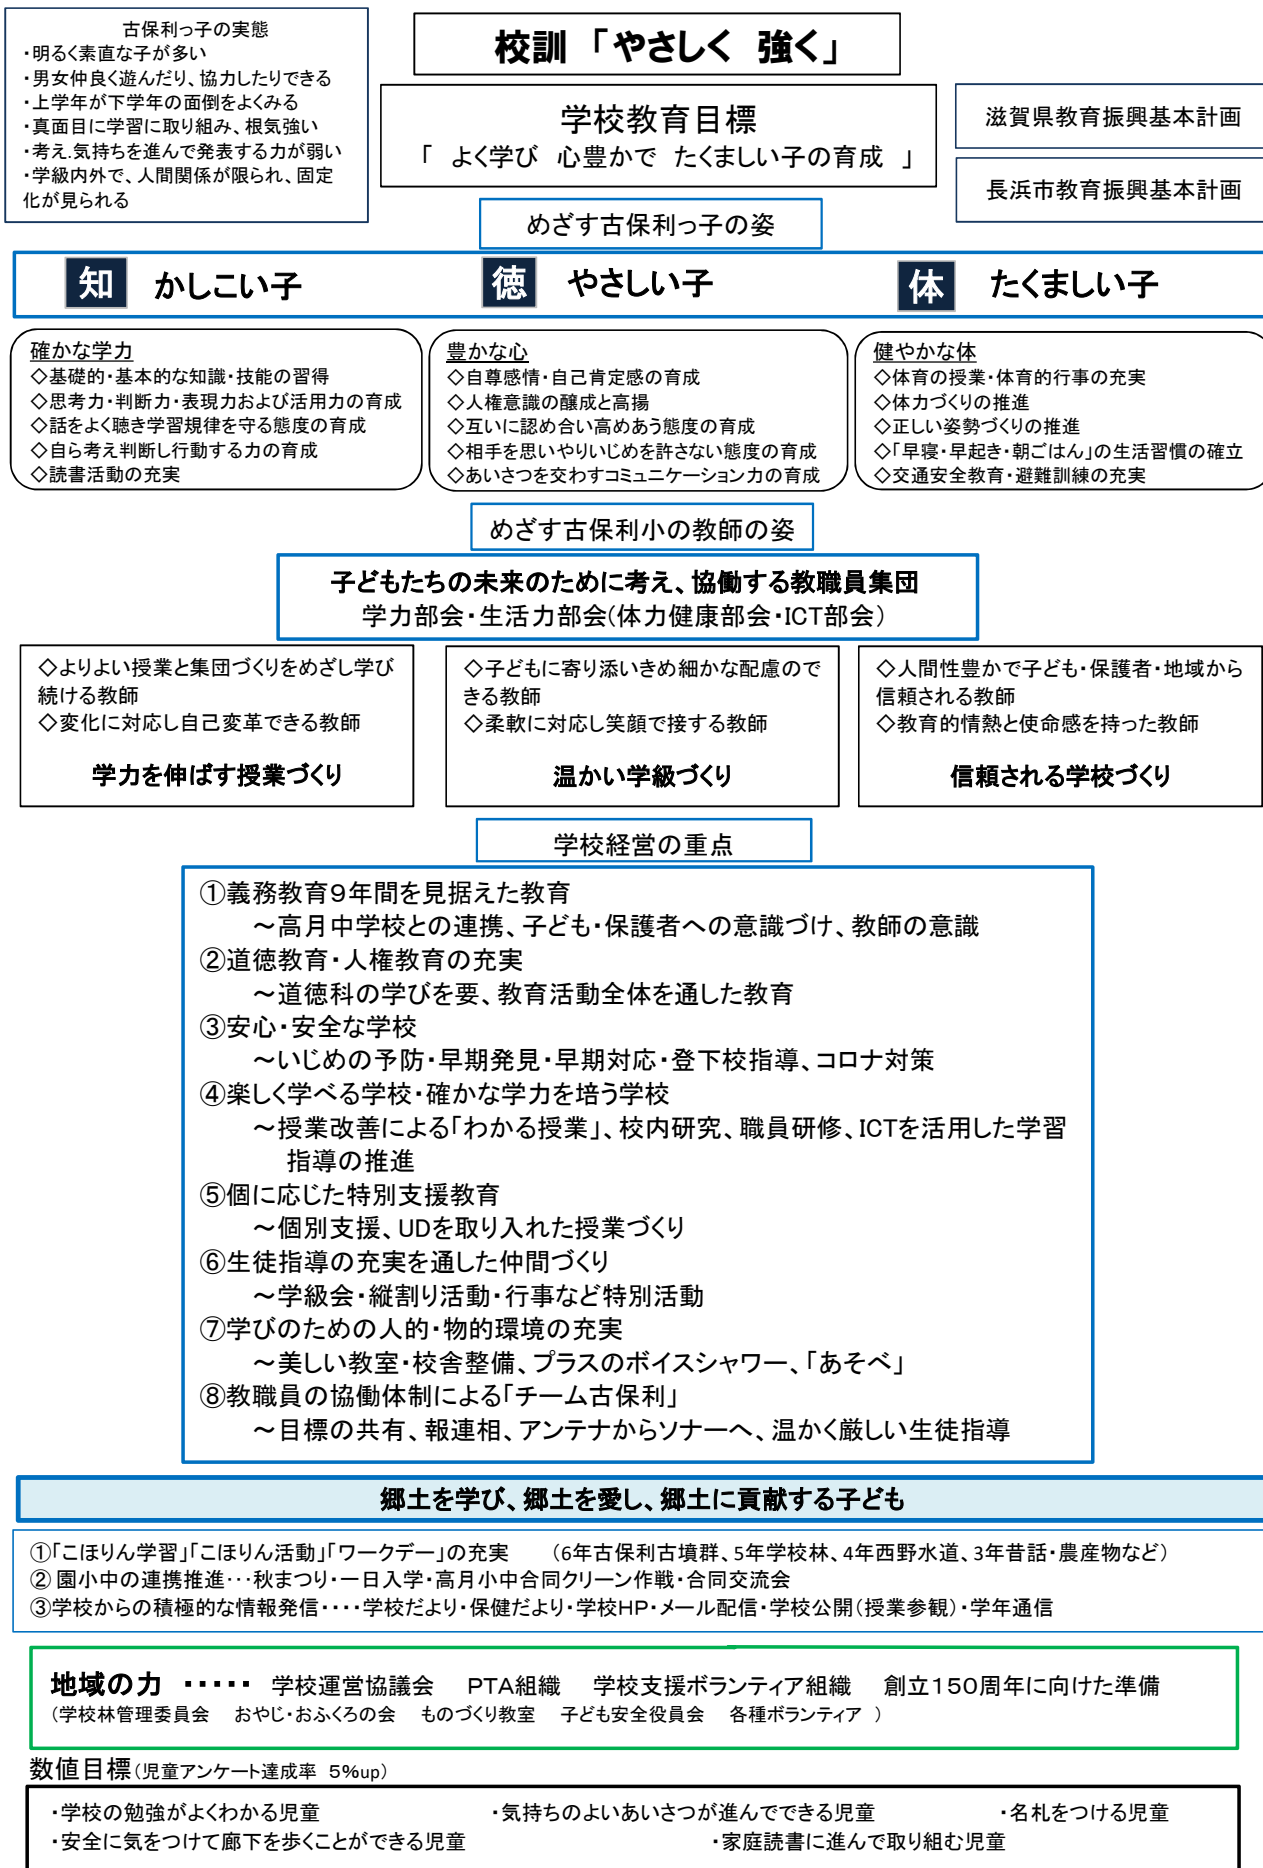 古保利っ子の実態
・明るく素直な子が多い
・男女仲良く遊んだり、協力したりできる
・上学年が下学年の面倒をよくみる
・真面目に学習に取り組み、根気強い
・考え.気持ちを進んで発表する力が弱い
・学級内外で、人間関係が限られ、固定
化が見られる
校訓 「やさしく 強く」
学校教育目標
「 よく学び 心豊かで たくましい子の育成 」
滋賀県教育振興基本計画
長浜市教育振興基本計画
めざす古保利っ子の姿
知 かしこい子
徳 やさしい子
体 たくましい子
確かな学力
◇基礎的・基本的な知識・技能の習得
◇思考力・判断力・表現力および活用力の育成
◇話をよく聴き学習規律を守る態度の育成
◇自ら考え判断し行動する力の育成
◇読書活動の充実
豊かな心
◇自尊感情・自己肯定感の育成
◇人権意識の醸成と高揚
◇互いに認め合い高めあう態度の育成
◇相手を思いやりいじめを許さない態度の育成
◇あいさつを交わすコミュニケーション力の育成
健やかな体
◇体育の授業・体育的行事の充実
◇体力づくりの推進
◇正しい姿勢づくりの推進
◇「早寝・早起き・朝ごはん」の生活習慣の確立
◇交通安全教育・避難訓練の充実
めざす古保利小の教師の姿
子どもたちの未来のために考え、協働する教職員集団
学力部会・生活力部会(体力健康部会・ICT部会)
◇よりよい授業と集団づくりをめざし学び
続ける教師
◇変化に対応し自己変革できる教師
学力を伸ばす授業づくり
◇子どもに寄り添いきめ細かな配慮ので
きる教師
◇柔軟に対応し笑顔で接する教師
温かい学級づくり
◇人間性豊かで子ども・保護者・地域から
信頼される教師
◇教育的情熱と使命感を持った教師
信頼される学校づくり
学校経営の重点
①義務教育9年間を見据えた教育
～高月中学校との連携、子ども・保護者への意識づけ、教師の意識
②道徳教育・人権教育の充実
～道徳科の学びを要、教育活動全体を通した教育
③安心・安全な学校
～いじめの予防・早期発見・早期対応・登下校指導、コロナ対策
④楽しく学べる学校・確かな学力を培う学校
～授業改善による「わかる授業」、校内研究、職員研修、ICTを活用した学習
指導の推進
⑤個に応じた特別支援教育
～個別支援、UDを取り入れた授業づくり
⑥生徒指導の充実を通した仲間づくり
～学級会・縦割り活動・行事など特別活動
⑦学びのための人的・物的環境の充実
～美しい教室・校舎整備、プラスのボイスシャワー、「あそべ」
⑧教職員の協働体制による「チーム古保利」
～目標の共有、報連相、アンテナからソナーへ、温かく厳しい生徒指導
郷土を学び、郷土を愛し、郷土に貢献する子ども
①「こほりん学習」「こほりん活動」「ワークデー」の充実 (6年古保利古墳群、5年学校林、4年西野水道、3年昔話・農産物など)
② 園小中の連携推進・・・秋まつり・一日入学・高月小中合同クリーン作戦・合同交流会
③学校からの積極的な情報発信・・・・学校だより・保健だより・学校HP・メール配信・学校公開(授業参観)・学年通信
地域の力 ・・・・・ 学校運営協議会 PTA組織 学校支援ボランティア組織 創立150周年に向けた準備
(学校林管理委員会 おやじ・おふくろの会 ものづくり教室 子ども安全役員会 各種ボランティア )
数値目標(児童アンケート達成率 5%up)
・学校の勉強がよくわかる児童 ・気持ちのよいあいさつが進んでできる児童 ・名札をつける児童
・安全に気をつけて廊下を歩くことができる児童 ・家庭読書に進んで取り組む児童